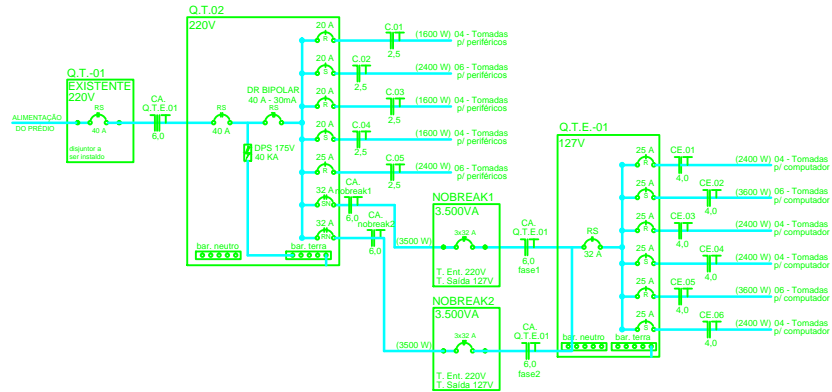 Q.T.-01
EXISTENTE
220V
RS
40 A
disjuntor a
ser instaldo
ALIMENTAÇÃO
DO PRÉDIO
CA.
Q.T.E.01
6,0
Q.T.02
220V
RS
40 A
DR BIPOLAR
40 A - 30mA
RS
DPS 175V
40 KA
bar. neutro
bar. terra
20 A
R
C.01
2,5
(1600 W) 04 - Tomadas
p/ periféricos
20 A
S
C.02
2,5
(2400 W) 06 - Tomadas
p/ periféricos
20 A
R
C.03
2,5
(1600 W) 04 - Tomadas
p/ periféricos
20 A
S
C.04
2,5
(1600 W) 04 - Tomadas
p/ periféricos
25 A
R
C.05
2,5
(2400 W) 06 - Tomadas
p/ periféricos
32 A
SN
CA.
nobreak1
6,0
32 A
RN
CA.
nobreak2
6,0
(3500 W)
NOBREAK1
3.500VA
3x32 A
T. Ent. 220V
T. Saída 127V
CA.
Q.T.E.01
6,0
fase1
(3500 W)
NOBREAK2
3.500VA
3x32 A
T. Ent. 220V
T. Saída 127V
CA.
Q.T.E.01
6,0
fase2
Q.T.E.-01
127V
RS
32 A
bar. neutro
bar. terra
25 A
R
CE.01
4,0
(2400 W) 04 - Tomadas
p/ computador
25 A
S
CE.02
4,0
(3600 W) 06 - Tomadas
p/ computador
25 A
R
CE.03
4,0
(2400 W) 04 - Tomadas
p/ computador
25 A
S
CE.04
4,0
(2400 W) 04 - Tomadas
p/ computador
25 A
S
CE.05
4,0
(3600 W) 06 - Tomadas
p/ computador
25 A
S
CE.06
4,0
(2400 W) 04 - Tomadas
p/ computador